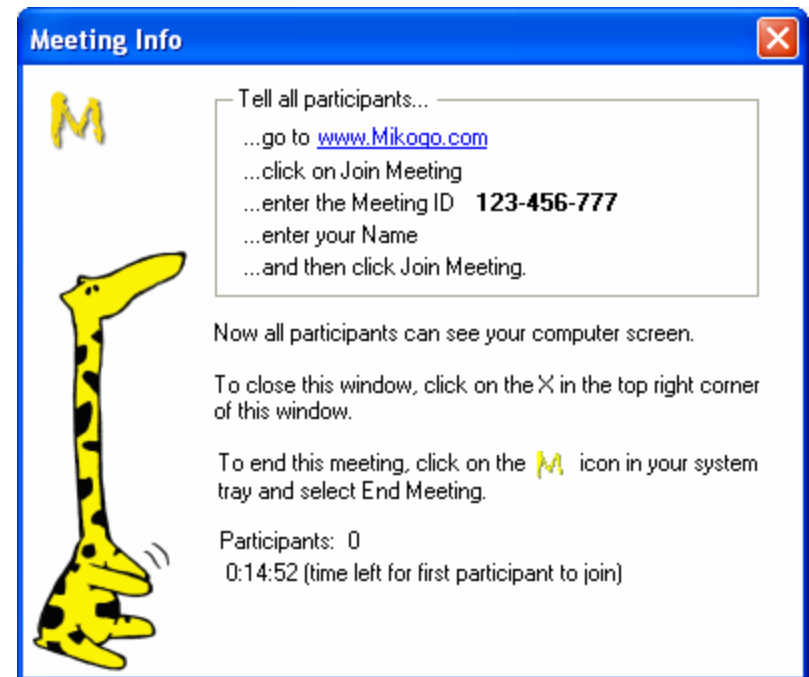 Meeting Info
M
Tell all participants...
...go to www.Mikogo.com
...click on Join Meeting
...enter the Meeting ID 123-456-777
...enter your Name
...and then click Join Meeting.
Now all participants can see your computer screen.
To close this window, click on the X in the top right corner
of this window.
To end this meeting, click on the M icon in your system
tray and select End Meeting.
Participants: 0
0:14:52 (time left for first participant to join)